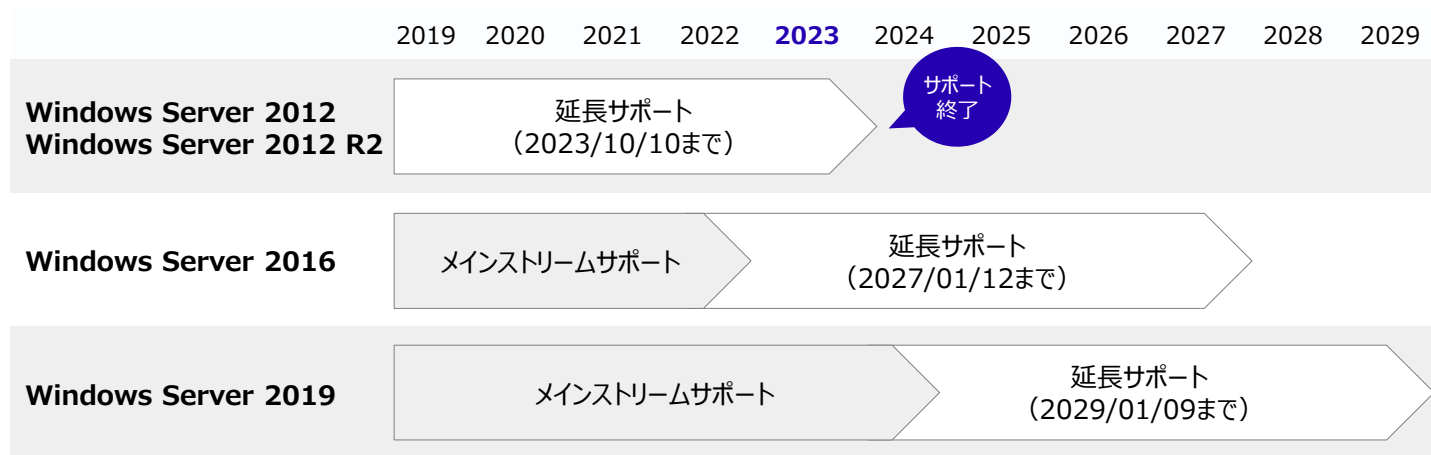 2019 2020 2021 2022 2023 2024 2025 2026 2027 2028 2029
サポート
終了
Windows Server 2012
Windows Server 2012 R2
延長サポート
（2023/10/10まで）
Windows Server 2016
メインストリームサポート
延長サポート
（2027/01/12まで）
Windows Server 2019
メインストリームサポート
延長サポート
（2029/01/09まで）